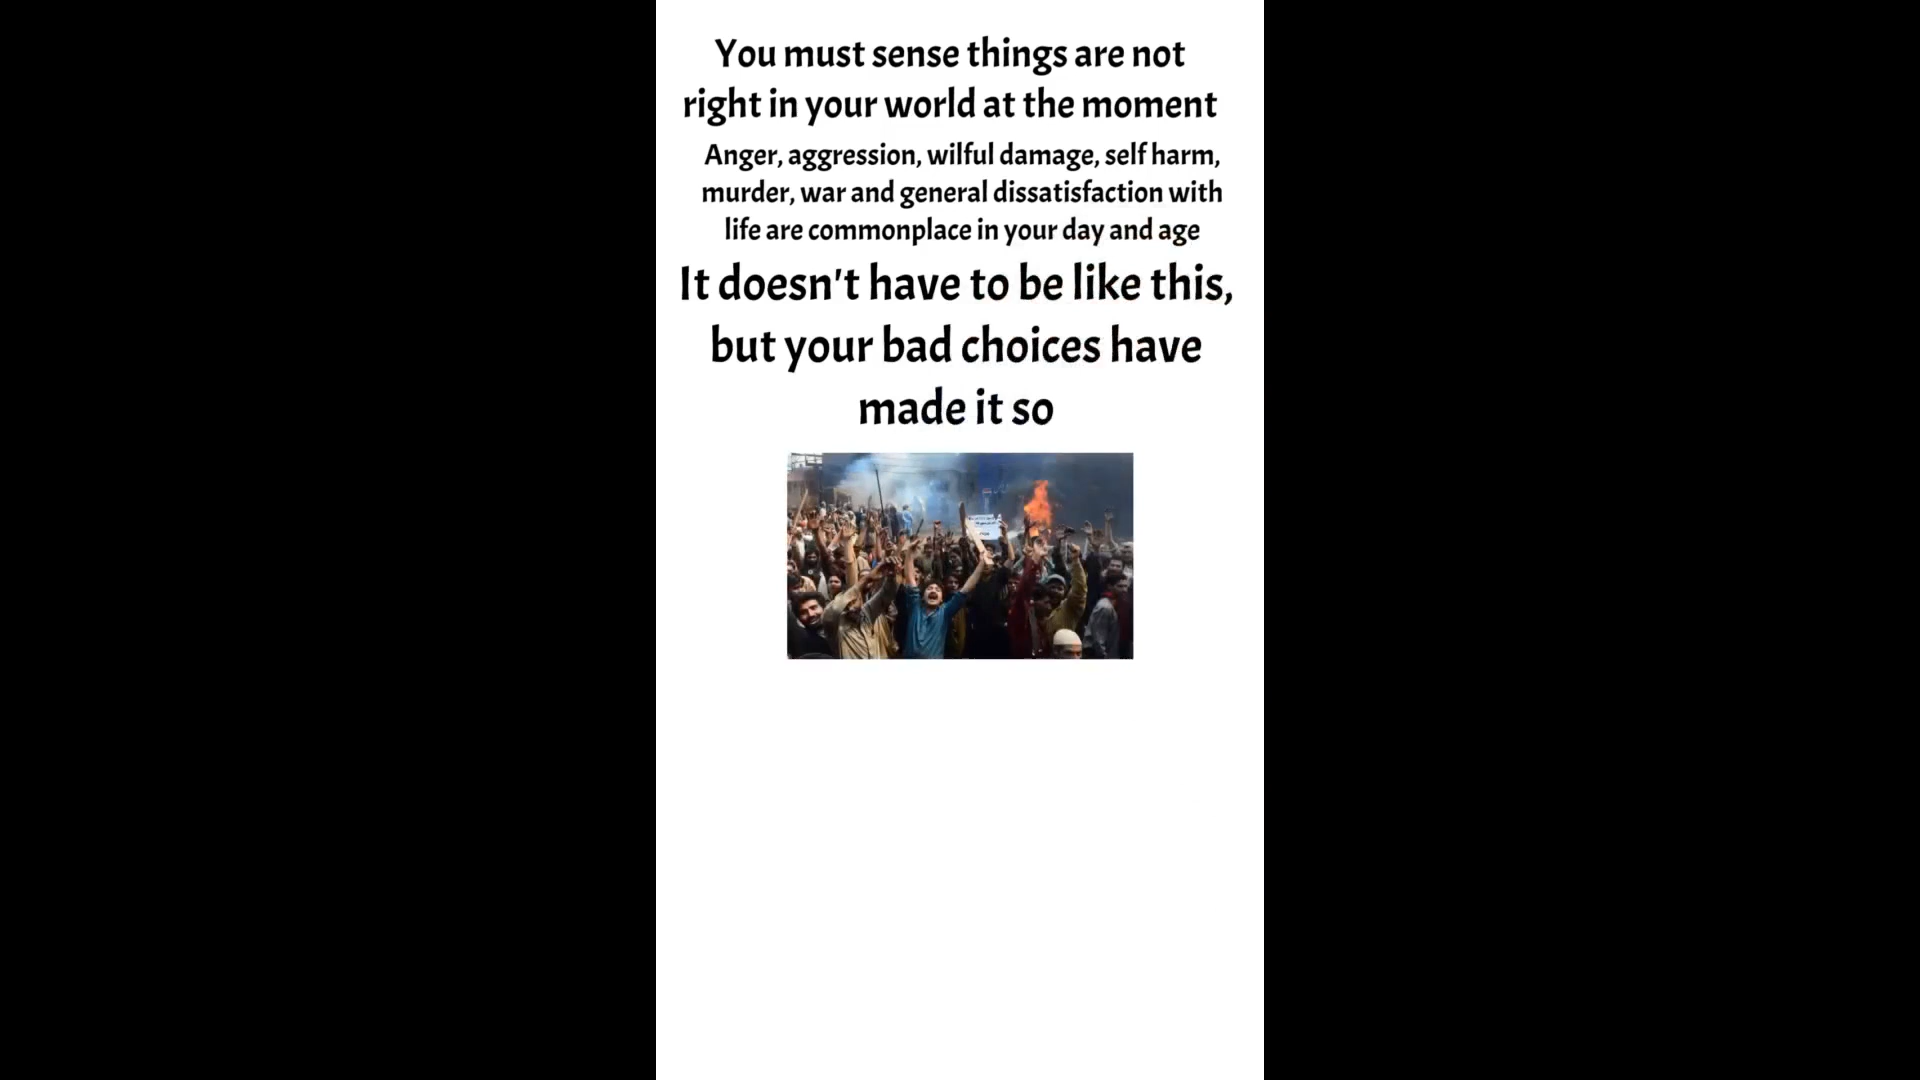 You must sense things are not
right in your world at the moment
Anger, aggression, wilful damage, self harm,
murder, war and general dissatisfaction with
life are commonplace in your day and age
It doesn't have to be like this,
but your bad choices have
made it so